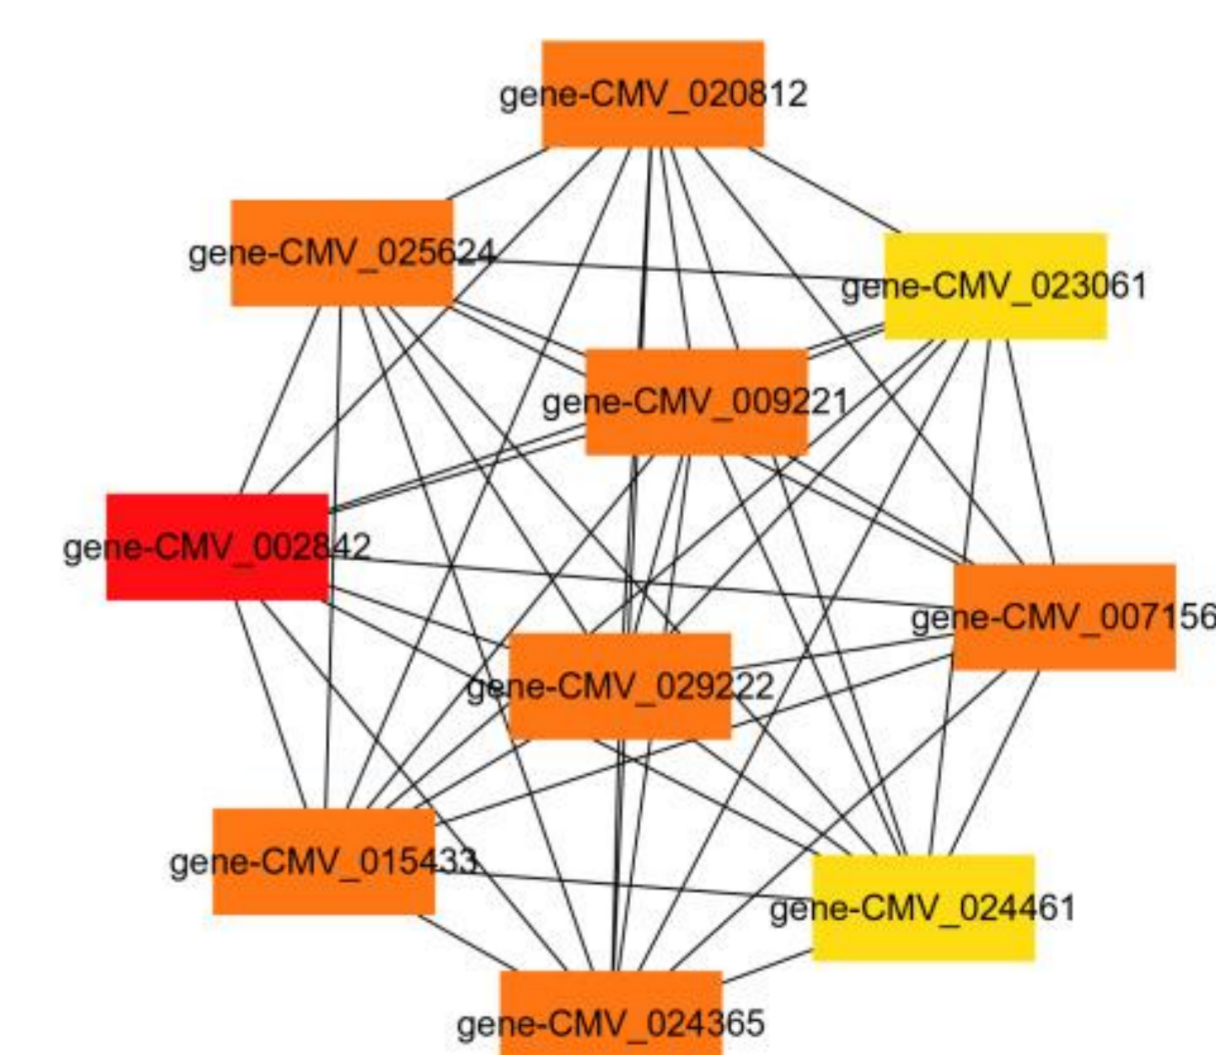 gene-CMV_020812
gene-CMV_025624
gene-CMV_023061
gene-CMV_009221
gene-CMV_002842
gene-CMV_007156
gene-CMV_029222
gene-CMV_015433
gene-CMV_024461
gene-CMV_024365